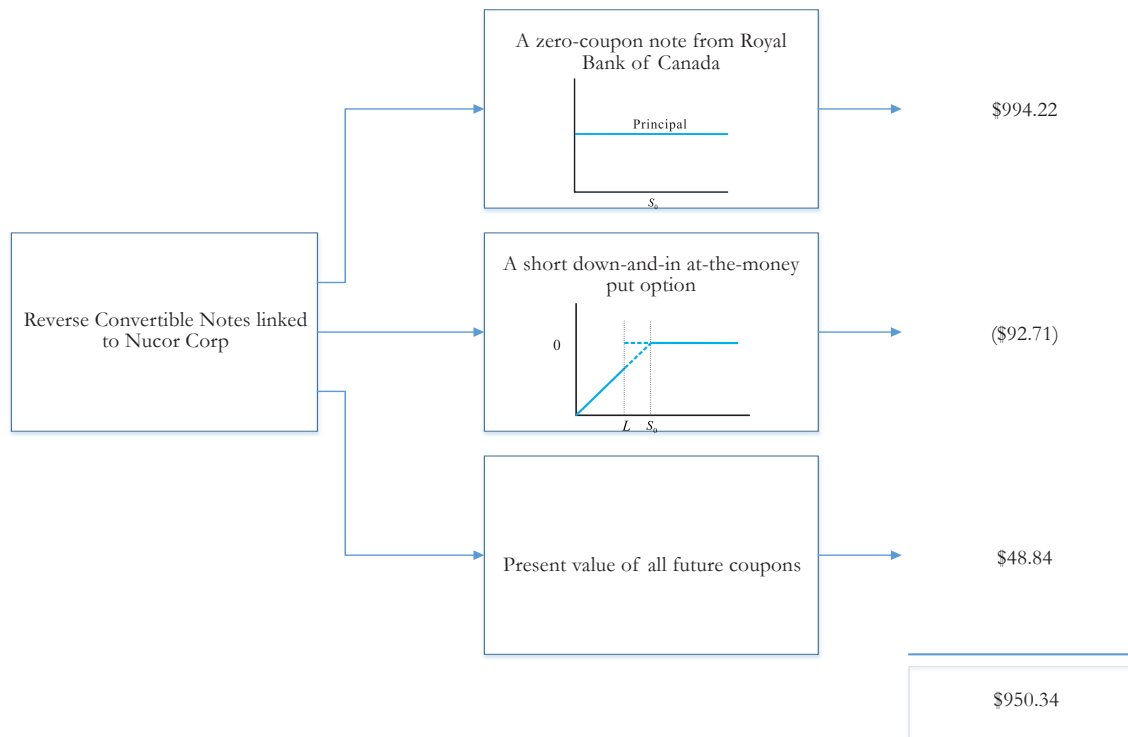 A zero-coupon note from Royal
Bank of Canada
Principal
S₀
$994.22
Reverse Convertible Notes linked
to Nucor Corp
A short down-and-in at-the-money
put option
0
L S₀
($92.71)
Present value of all future coupons
$48.84
$950.34